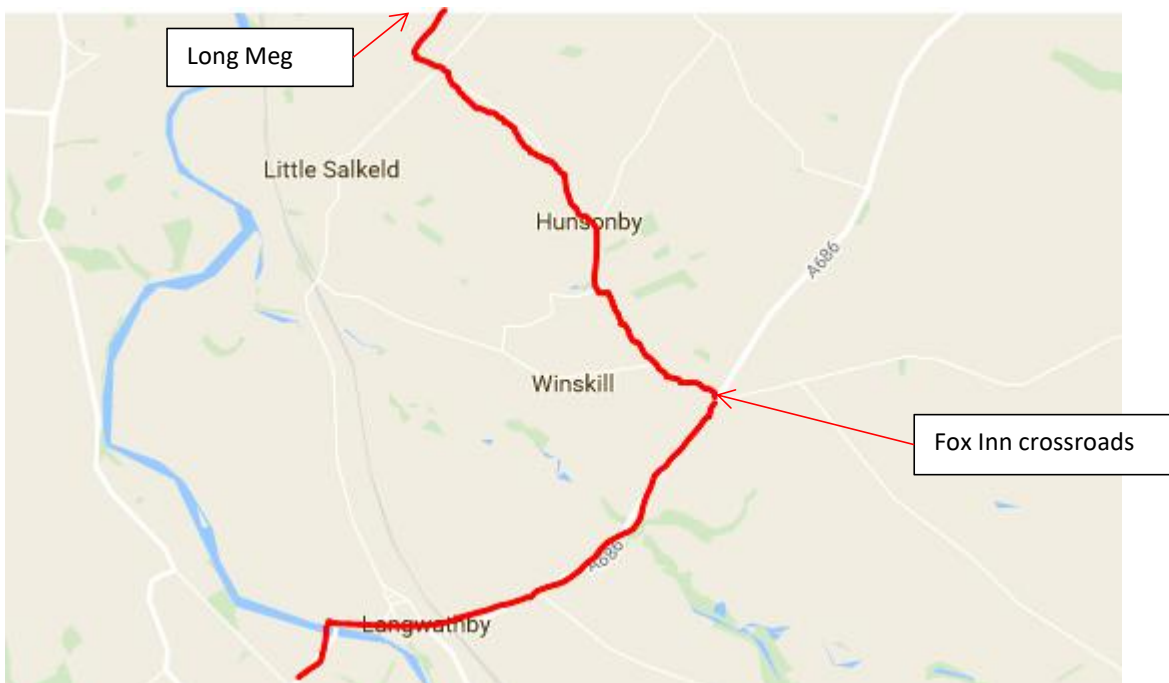 Long Meg
Little Salkeld
Hunsonby
A686
Winskill
Fox Inn crossroads
A686
Langwathby